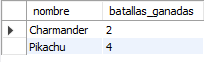 nombre batallas_ganadas
Charmander 2
Pikachu 4